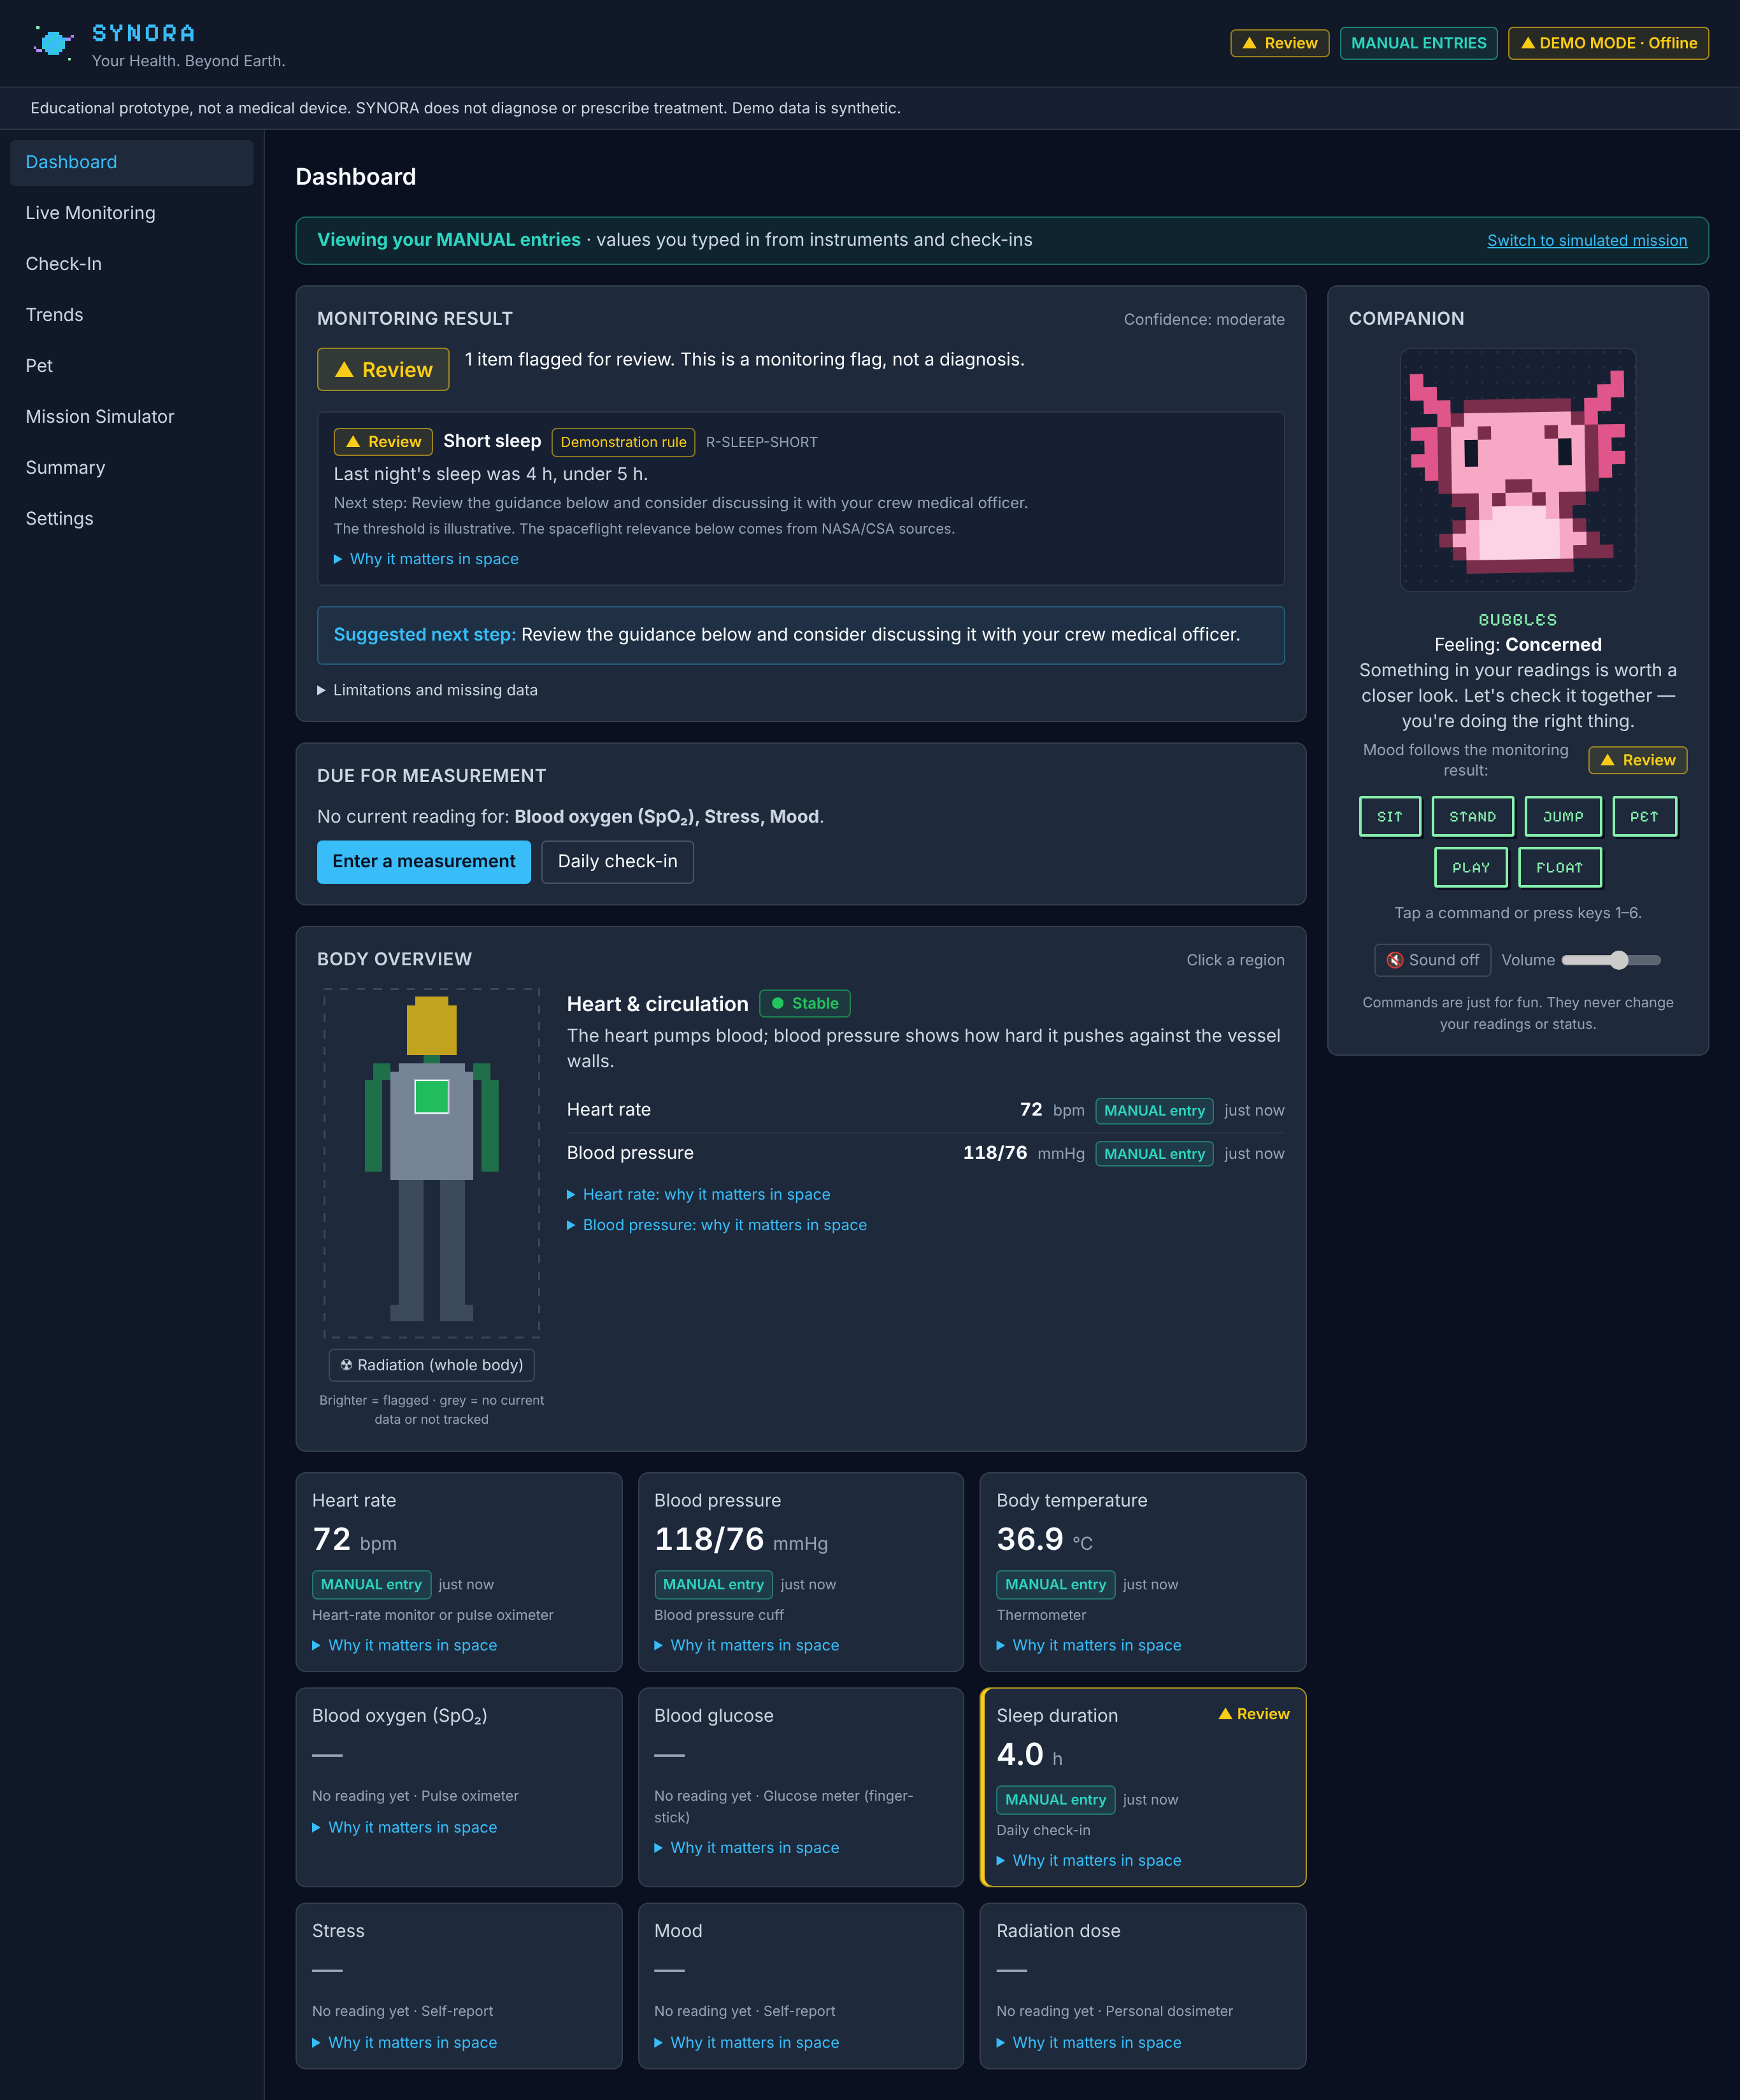 SYNORA
Your Health. Beyond Earth.
▲ Review
MANUAL ENTRIES
▲ DEMO MODE · Offline
Educational prototype, not a medical device. SYNORA does not diagnose or prescribe treatment. Demo data is synthetic.
Dashboard
Live Monitoring
Check-In
Trends
Pet
Mission Simulator
Summary
Settings
Dashboard
Viewing your MANUAL entries · values you typed in from instruments and check-ins
Switch to simulated mission
MONITORING RESULT
Confidence: moderate
▲ Review
1 item flagged for review. This is a monitoring flag, not a diagnosis.
▲ Review Short sleep Demonstration rule R-SLEEP-SHORT
Last night's sleep was 4 h, under 5 h.
Next step: Review the guidance below and consider discussing it with your crew medical officer.
The threshold is illustrative. The spaceflight relevance below comes from NASA/CSA sources.
▶ Why it matters in space
Suggested next step: Review the guidance below and consider discussing it with your crew medical officer.
▶ Limitations and missing data
DUE FOR MEASUREMENT
No current reading for: Blood oxygen (SpO₂), Stress, Mood.
Enter a measurement
Daily check-in
BODY OVERVIEW
Click a region
☢ Radiation (whole body)
Brighter = flagged · grey = no current
data or not tracked
Heart & circulation ● Stable
The heart pumps blood; blood pressure shows how hard it pushes against the vessel
walls.
Heart rate 72 bpm MANUAL entry just now
Blood pressure 118/76 mmHg MANUAL entry just now
▶ Heart rate: why it matters in space
▶ Blood pressure: why it matters in space
Heart rate
72 bpm
MANUAL entry just now
Heart-rate monitor or pulse oximeter
▶ Why it matters in space
Blood pressure
118/76 mmHg
MANUAL entry just now
Blood pressure cuff
▶ Why it matters in space
Body temperature
36.9 °C
MANUAL entry just now
Thermometer
▶ Why it matters in space
Blood oxygen (SpO₂)
—
No reading yet · Pulse oximeter
▶ Why it matters in space
Blood glucose
—
No reading yet · Glucose meter (finger-
stick)
▶ Why it matters in space
Sleep duration ▲ Review
4.0 h
MANUAL entry just now
Daily check-in
▶ Why it matters in space
Stress
—
No reading yet · Self-report
▶ Why it matters in space
Mood
—
No reading yet · Self-report
▶ Why it matters in space
Radiation dose
—
No reading yet · Personal dosimeter
▶ Why it matters in space
COMPANION
BUBBLES
Feeling: Concerned
Something in your readings is worth a
closer look. Let's check it together —
you're doing the right thing.
Mood follows the monitoring
result:
▲ Review
SIT
STAND
JUMP
PET
PLAY
FLOAT
Tap a command or press keys 1–6.
🔇 Sound off
Volume
Commands are just for fun. They never change
your readings or status.